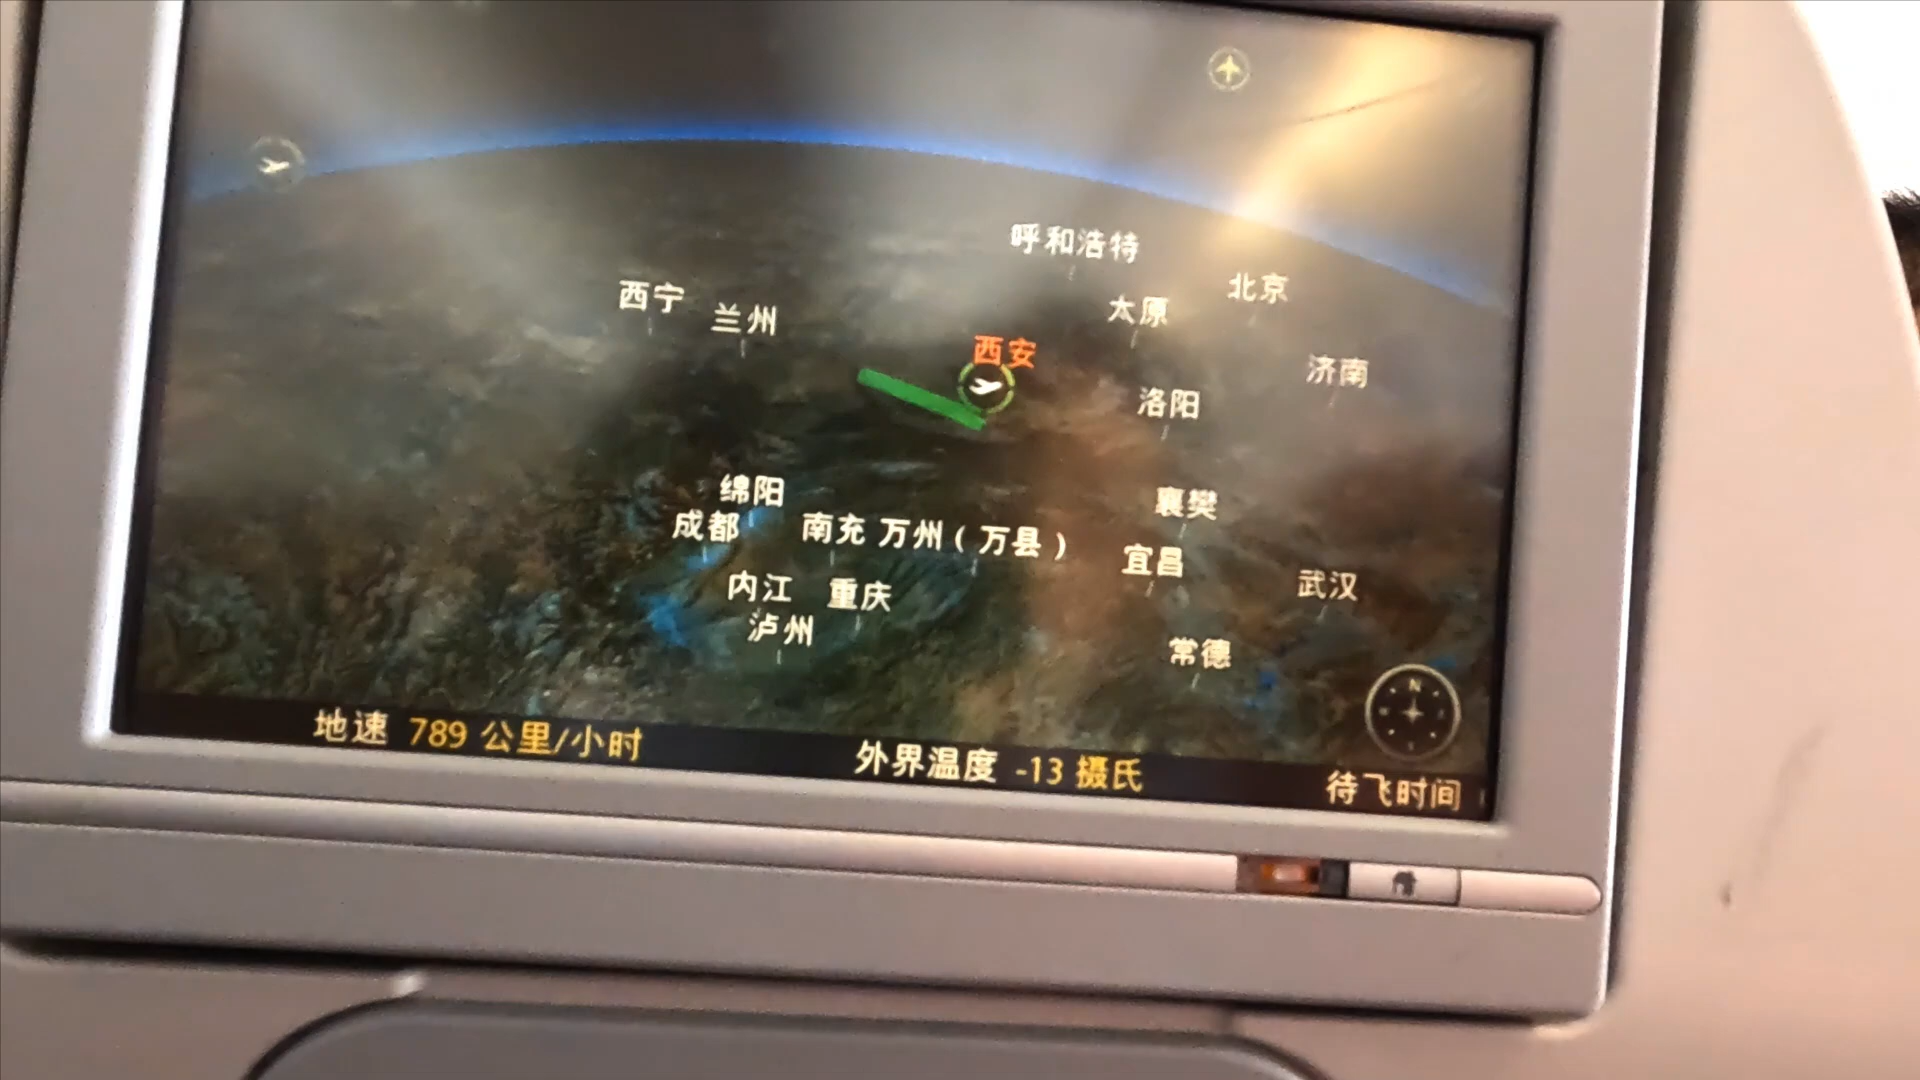 呼和浩特
北京
西宁
兰州
太原
西安
济南
洛阳
绵阳
襄樊
成都
南充
万州(万县)
宜昌
武汉
内江
重庆
泸州
常德
N
地速 789 公里/小时
外界温度 -13 摄氏
待飞时间